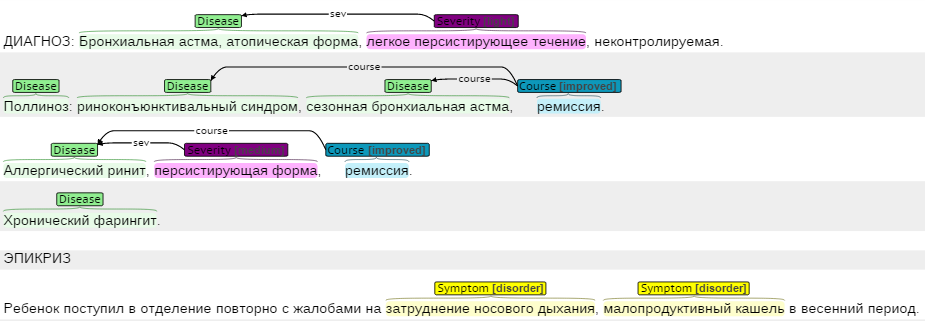 Disease sev Severity [light]
ДИАГНОЗ: Бронхиальная астма, атопическая форма, легкое персистирующее течение, неконтролируемая.
course
Disease Disease Disease course Course [improved]
Поллиноз: риноконъюнктивальный синдром, сезонная бронхиальная астма, ремиссия.
course
Disease sev Severity [medium] Course [improved]
Аллергический ринит, персистирующая форма, ремиссия.
Disease
Хронический фарингит.
ЭПИКРИЗ
Symptom [disorder] Symptom [disorder]
Ребенок поступил в отделение повторно с жалобами на затруднение носового дыхания, малопродуктивный кашель в весенний период.